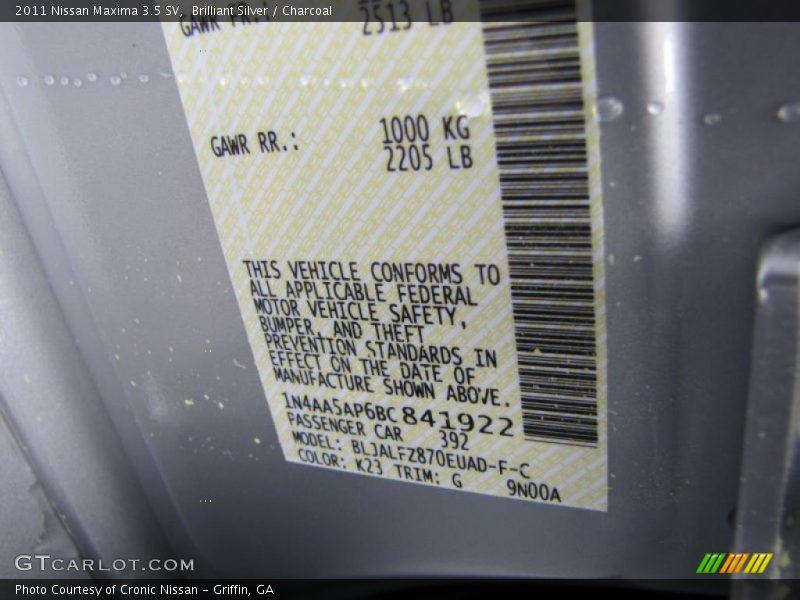 2011 Nissan Maxima 3.5 SV, Brilliant Silver / Charcoal
GAWR FR.:
2513 LB
GAWR RR.: 1000 KG
2205 LB
THIS VEHICLE CONFORMS TO
ALL APPLICABLE FEDERAL
MOTOR VEHICLE SAFETY,
BUMPER, AND THEFT
PREVENTION STANDARDS IN
EFFECT ON THE DATE OF
MANUFACTURE SHOWN ABOVE.
1N4AA5AP6BC841922
PASSENGER CAR 392
MODEL: BLJALFZ870EUAD-F-C
COLOR: K23 TRIM: G 9N00A
GTCARLOT.COM
Photo Courtesy of Cronic Nissan – Griffin, GA